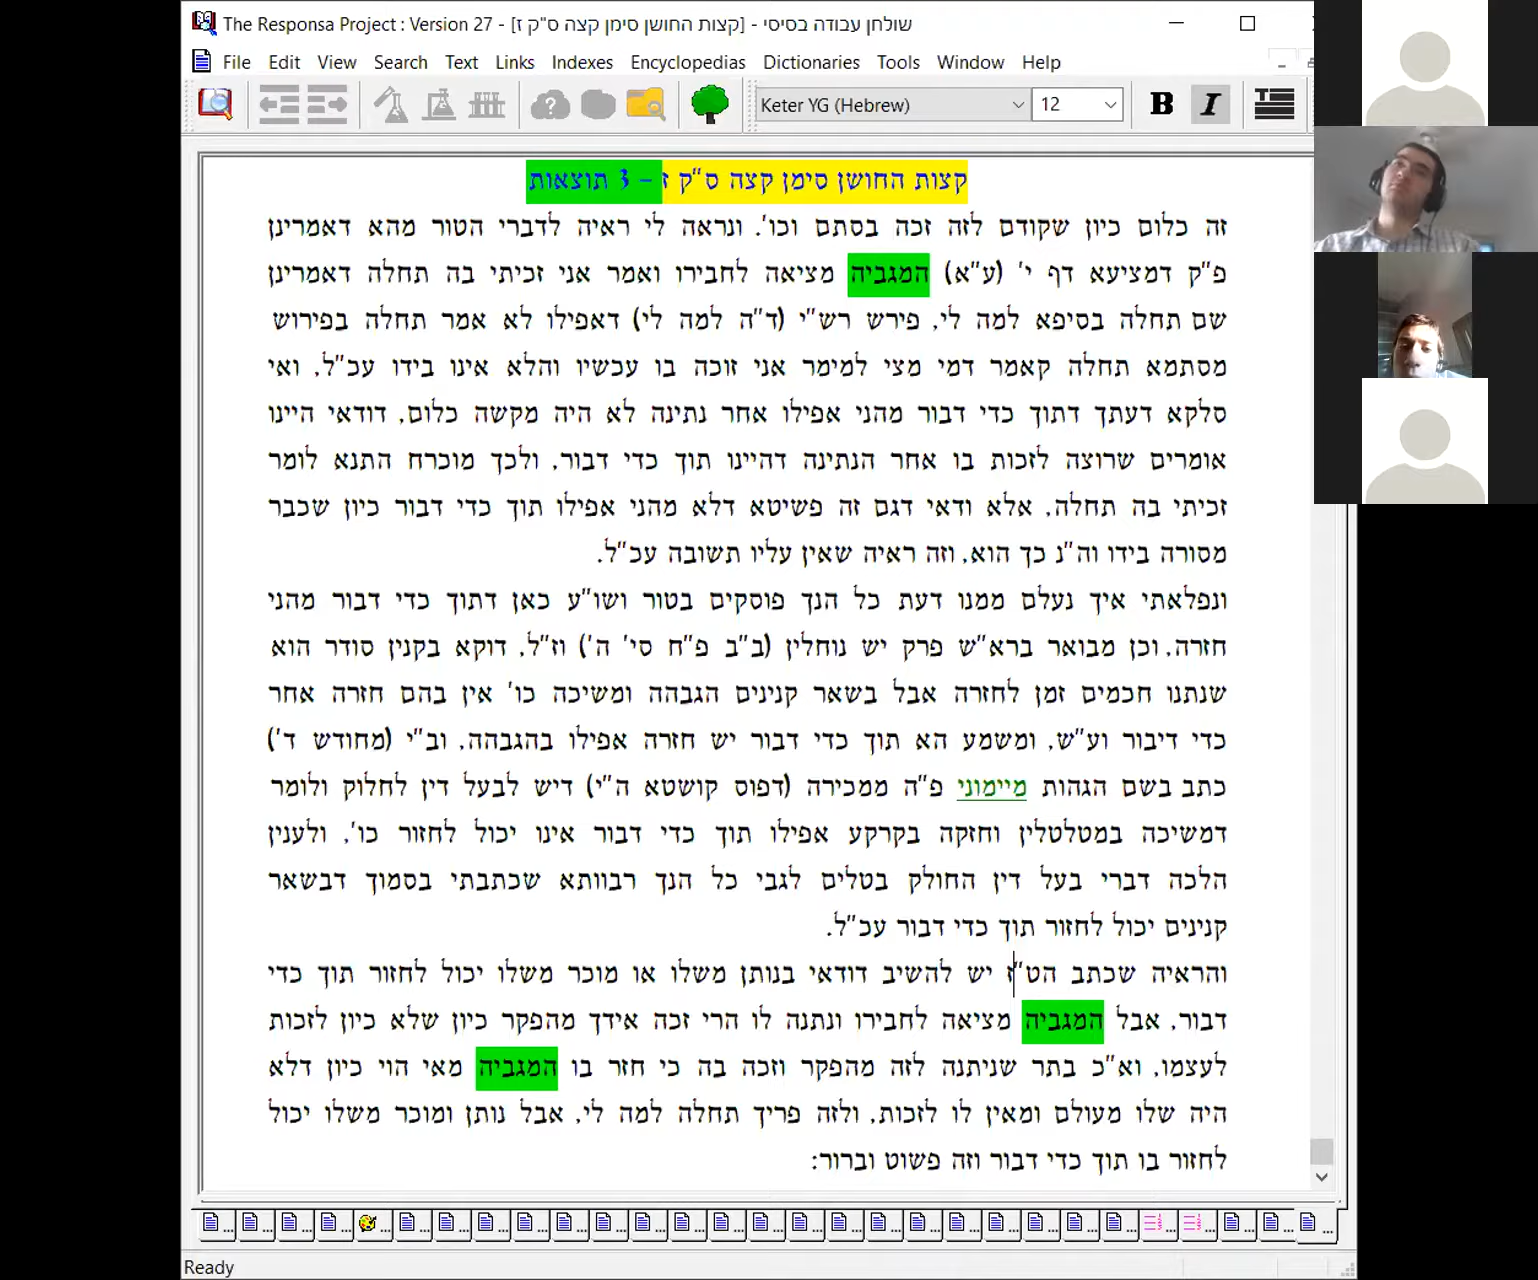 The Responsa Project : Version 27 - שולחן עבודה בסיסי - [קצות החושן סימן קצה ס"ק ז]
File Edit View Search Text Links Indexes Encyclopedias Dictionaries Tools Window Help
Keter YG (Hebrew) 12 B I T
קצות החושן סימן קצה ס"ק ז – 3 תוצאות
זה כלום כיון שקודם לזה זכה בסתם וכו'. ונראה לי ראיה לדברי הטור מהא דאמרינן
פ"ק דמציעא דף י' (ע"א) המגביה מציאה לחבירו ואמר אני זכיתי בה תחלה דאמרינן
שם תחלה בסיפא למה לי, פירש רש"י (ד"ה למה לי) דאפילו לא אמר תחלה בפירוש
מסתמא תחלה קאמר דמי מצי למימר אני זוכה בו עכשיו והלא אינו בידו עכ"ל, ואי
סלקא דעתך דתוך כדי דבור מהני אפילו אחר נתינה לא היה מקשה כלום, דודאי היינו
אומרים שרוצה לזכות בו אחר הנתינה דהיינו תוך כדי דבור, ולכך מוכרח התנא לומר
זכיתי בה תחלה, אלא ודאי דגם זה פשיטא דלא מהני אפילו תוך כדי דבור כיון שכבר
מסורה בידו וה"נ כך הוא, וזה ראיה שאין עליו תשובה עכ"ל.
ונפלאתי איך נעלם ממנו דעת כל הנך פוסקים בטור ושו"ע כאן דתוך כדי דבור מהני
חזרה, וכן מבואר ברא"ש פרק יש נוחלין (ב"ב פ"ח סי' ה') וז"ל, דוקא בקנין סודר הוא
שנתנו חכמים זמן לחזרה אבל בשאר קנינים הגבהה ומשיכה כו' אין בהם חזרה אחר
כדי דיבור וע"ש, ומשמע הא תוך כדי דבור יש חזרה אפילו בהגבהה, וב"י (מחודש ד')
כתב בשם הגהות מיימוני פ"ה ממכירה (דפוס קושטא ה"י) דיש לבעל דין לחלוק ולומר
דמשיכה במטלטלין וחזקה בקרקע אפילו תוך כדי דבור אינו יכול לחזור כו', ולענין
הלכה דברי בעל דין החולק בטלים לגבי כל הנך רבוותא שכתבתי בסמוך דבשאר
קנינים יכול לחזור תוך כדי דבור עכ"ל.
והראיה שכתב הט"ז יש להשיב דודאי בנותן משלו או מוכר משלו יכול לחזור תוך כדי
דבור, אבל המגביה מציאה לחבירו ונתנה לו הרי זכה אידך מהפקר כיון שלא כיון לזכות
לעצמו, וא"כ בתר שניתנה לזה מהפקר וזכה בה כי חזר בו המגביה מאי הוי כיון דלא
היה שלו מעולם ומאין לו לזכות, ולזה פריך תחלה למה לי, אבל נותן ומוכר משלו יכול
לחזור בו תוך כדי דבור וזה פשוט וברור:
Ready